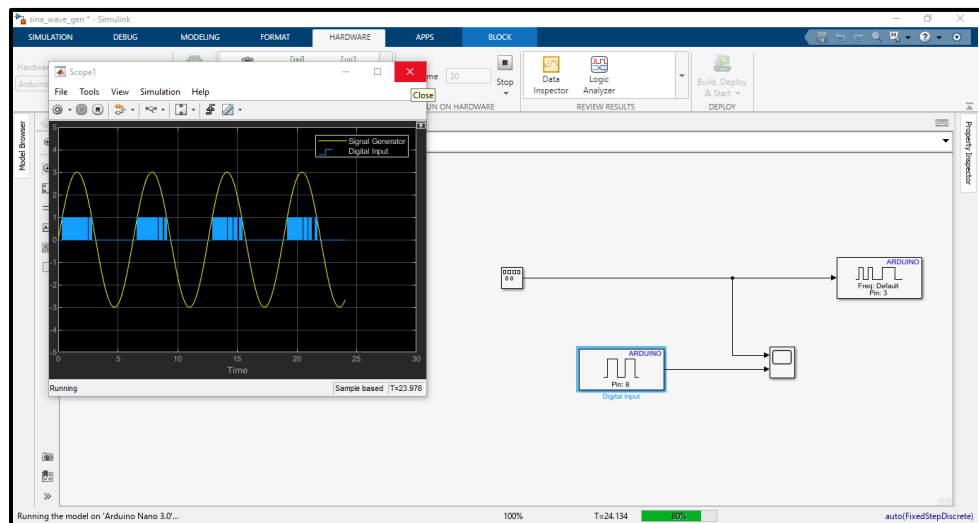 sine_wave_gen * - Simulink
SIMULATION DEBUG MODELING FORMAT HARDWARE APPS BLOCK
Scope1
File Tools View Simulation Help
Close
30
Stop
Data Inspector
Logic Analyzer
Build, Deploy & Start
REVIEW RESULTS
DEPLOY
Model Browser
Property Inspector
Signal Generator
Digital Input
5
4
3
2
1
0
-1
-2
-3
-4
-5
0 5 10 15 20 25 30
Time
Running
Sample based T=23.976
ARDUINO
Freq: Default
Pin: 3
ARDUINO
Pin: 8
Digital Input
Running the model on 'Arduino Nano 3.0'...
100%
T=24.134
80%
auto(FixedStepDiscrete)